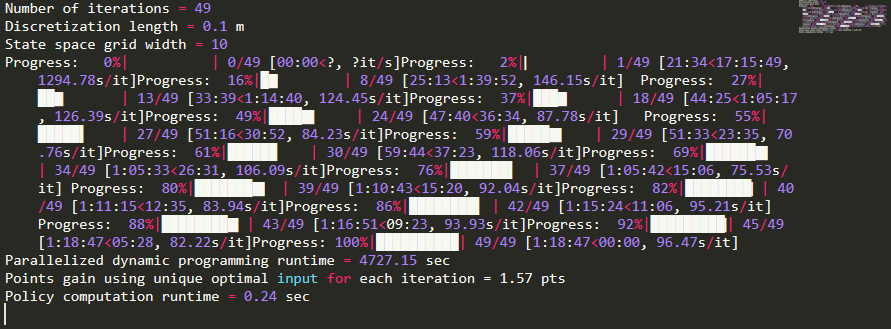 Number of iterations = 49
Discretization length = 0.1 m
State space grid width = 10
Progress:   0%|          | 0/49 [00:00<?, ?it/s]Progress:   2%|▏         | 1/49 [21:34<17:15:49,
1294.78s/it]Progress:  16%|█▋        | 8/49 [25:13<1:39:52, 146.15s/it]  Progress:  27%|
██▋       | 13/49 [33:39<1:14:40, 124.45s/it]Progress:  37%|███▋      | 18/49 [44:25<1:05:17
, 126.39s/it]Progress:  49%|████▉     | 24/49 [47:40<36:34, 87.78s/it]   Progress:  55%|
█████▌    | 27/49 [51:16<30:52, 84.23s/it]Progress:  59%|█████▉    | 29/49 [51:33<23:35, 70
.76s/it]Progress:  61%|██████    | 30/49 [59:44<37:23, 118.06s/it]Progress:  69%|██████▉   
| 34/49 [1:05:33<26:31, 106.09s/it]Progress:  76%|███████▌  | 37/49 [1:05:42<15:06, 75.53s/
it] Progress:  80%|███████▉  | 39/49 [1:10:43<15:20, 92.04s/it]Progress:  82%|████████▏ | 40
/49 [1:11:15<12:35, 83.94s/it]Progress:  86%|████████▌ | 42/49 [1:15:24<11:06, 95.21s/it]
Progress:  88%|████████▊ | 43/49 [1:16:51<09:23, 93.93s/it]Progress:  92%|█████████▏| 45/49
[1:18:47<05:28, 82.22s/it]Progress: 100%|██████████| 49/49 [1:18:47<00:00, 96.47s/it]
Parallelized dynamic programming runtime = 4727.15 sec
Points gain using unique optimal input for each iteration = 1.57 pts
Policy computation runtime = 0.24 sec